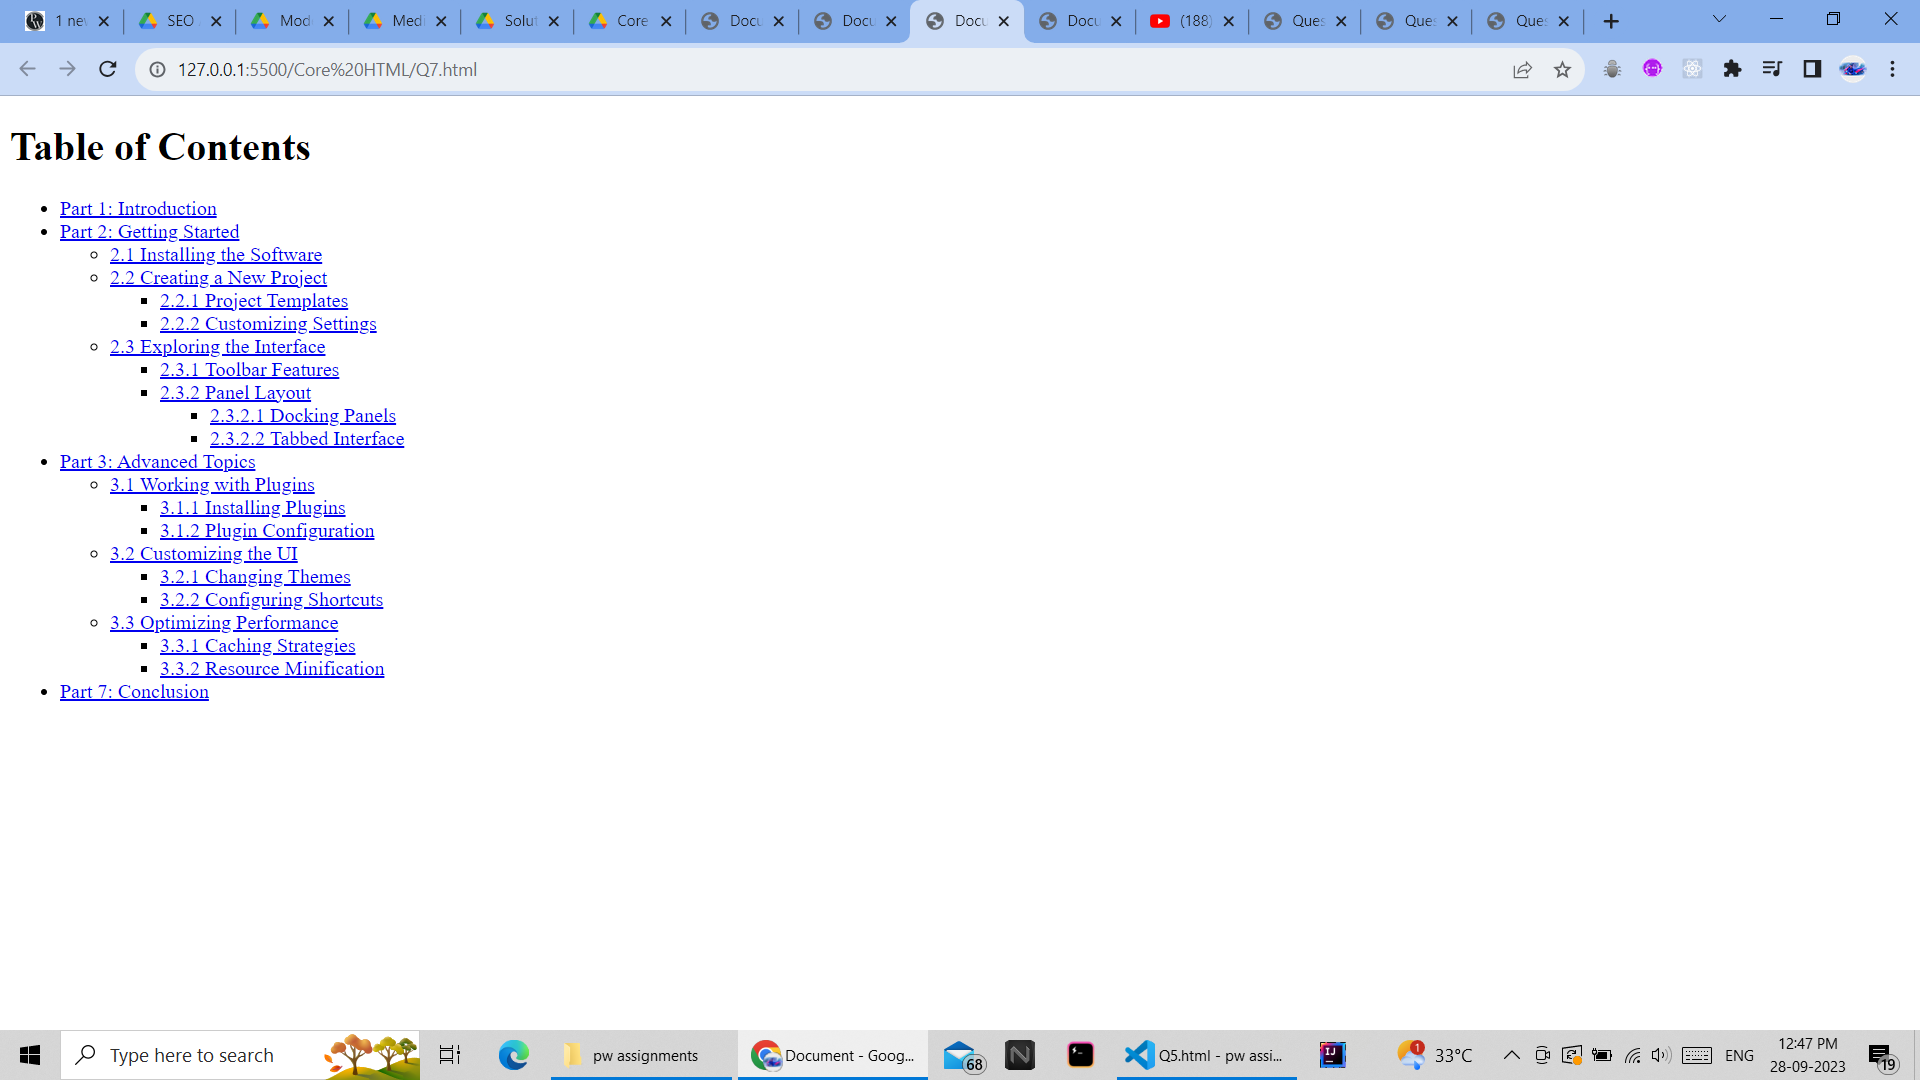 1 new
SEO
Mod
Medi
Solut
Core
Docu
Docu
Docu
Docu
(188)
Ques
Ques
Ques
127.0.0.1:5500/Core%20HTML/Q7.html
Table of Contents
Part 1: Introduction
Part 2: Getting Started
2.1 Installing the Software
2.2 Creating a New Project
2.2.1 Project Templates
2.2.2 Customizing Settings
2.3 Exploring the Interface
2.3.1 Toolbar Features
2.3.2 Panel Layout
2.3.2.1 Docking Panels
2.3.2.2 Tabbed Interface
Part 3: Advanced Topics
3.1 Working with Plugins
3.1.1 Installing Plugins
3.1.2 Plugin Configuration
3.2 Customizing the UI
3.2.1 Changing Themes
3.2.2 Configuring Shortcuts
3.3 Optimizing Performance
3.3.1 Caching Strategies
3.3.2 Resource Minification
Part 7: Conclusion
Type here to search
pw assignments
Document - Goog...
68
Q5.html - pw assi...
1
33°C
ENG
12:47 PM
28-09-2023
19